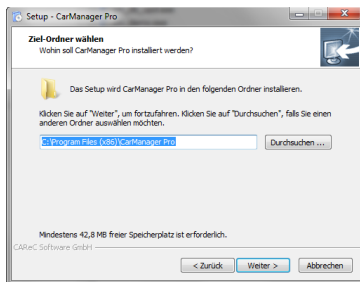 Setup - CarManager Pro
Ziel-Ordner wählen
Wohin soll CarManager Pro installiert werden?
Das Setup wird CarManager Pro in den folgenden Ordner installieren.
Klicken Sie auf "Weiter", um fortzufahren. Klicken Sie auf "Durchsuchen", falls Sie einen
anderen Ordner auswählen möchten.
C:\Program Files (x86)\CarManager Pro
Durchsuchen ...
Mindestens 42,8 MB freier Speicherplatz ist erforderlich.
CAReC Software GmbH
< Zurück
Weiter >
Abbrechen